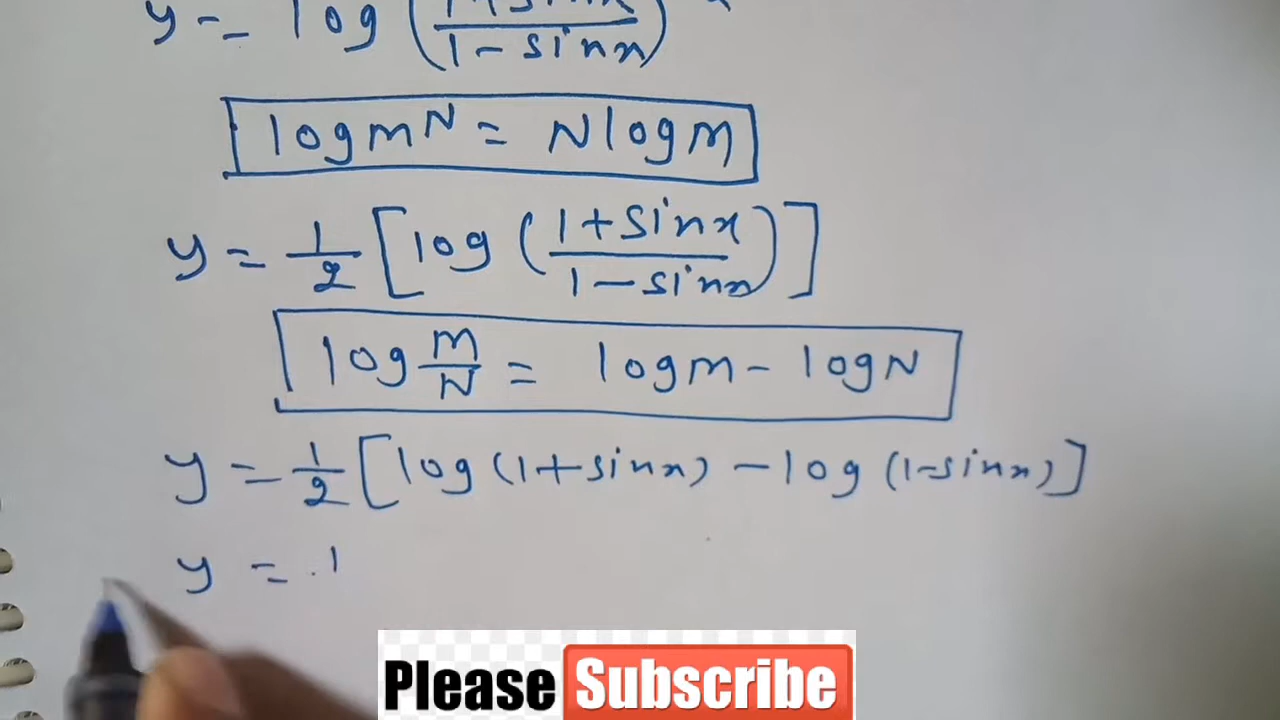 y = log ( / 1 - sinx)
log m^N = N log M
y = 1/2 [log (1 + sinx / 1 - sinx)]
log M/N = log m - log N
y = 1/2 [log (1 + sinx) - log (1 - sinx)]
y = 1
Please Subscribe